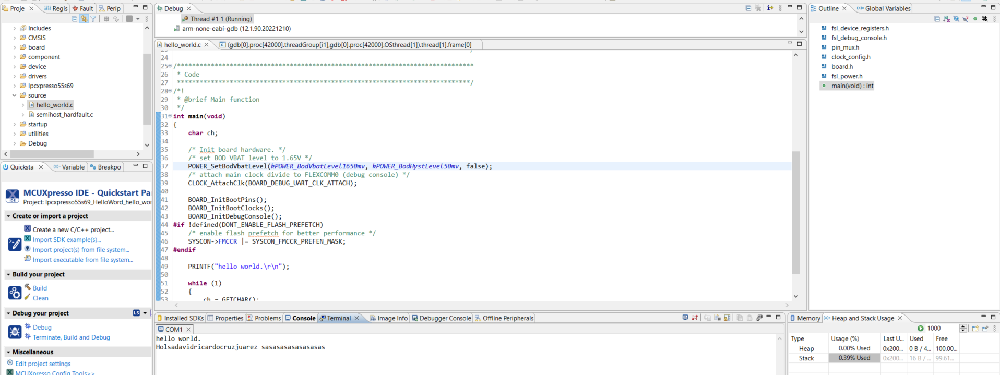 Proje
Regis
Fault
Perip
Includes
CMSIS
board
component
device
drivers
lpcxpresso55s69
source
hello_world.c
semihost_hardfault.c
startup
utilities
Debug
Quicksta
(x)= Variable
Breakpo
MCUXpresso IDE - Quickstart Pa
Project: lpcxpresso55s69_HelloWord_hello_wor
Create or import a project
Create a new C/C++ project...
Import SDK example(s)...
Import project(s) from file system...
Import executable from file system...
Build your project
Build
Clean
Debug your project
LS
Debug
Terminate, Build and Debug
Miscellaneous
Edit project settings
MCUXpresso Config Tools>>
Debug
Thread #1 1 (Running)
arm-none-eabi-gdb (12.1.90.20221210)
hello_world.c
(gdb[0].proc[42000].threadGroup[i1],gdb[0].proc[42000].OSthread[1]).thread[1].frame[0]
24
25 /*******************************************************************************
26 * Code
27 ******************************************************************************/
28 /*!
29 * @brief Main function
30 */
31 int main(void)
32 {
33 char ch;
34
35 /* Init board hardware. */
36 /* set BOD VBAT level to 1.65V */
37 POWER_SetBodVbatLevel(kPOWER_BodVbatLevel1650mv, kPOWER_BodHystLevel50mv, false);
38 /* attach main clock divide to FLEXCOMM0 (debug console) */
39 CLOCK_AttachClk(BOARD_DEBUG_UART_CLK_ATTACH);
40
41 BOARD_InitBootPins();
42 BOARD_InitBootClocks();
43 BOARD_InitDebugConsole();
44 #if !defined(DONT_ENABLE_FLASH_PREFETCH)
45 /* enable flash prefetch for better performance */
46 SYSCON->FMCCR |= SYSCON_FMCCR_PREFEN_MASK;
47 #endif
48
49 PRINTF("hello world.\r\n");
50
51 while (1)
52 {
53 ch = GETCHAR();
Installed SDKs
Properties
Problems
Console
Terminal
Image Info
Debugger Console
Offline Peripherals
COM1
hello world.
Holsadavidricardocruzjuarez sasasasasasasasas
Outline
(x)= Global Variables
fsl_device_registers.h
fsl_debug_console.h
pin_mux.h
clock_config.h
board.h
fsl_power.h
main(void) : int
Memory
(x)= Heap and Stack Usage
1000
Type Usage (%) Last U... Used Free
Heap 0.00% Used 0x200... 0 B / 4... 100.00...
Stack 0.39% Used 0x200... 16 B / ... 99.61...